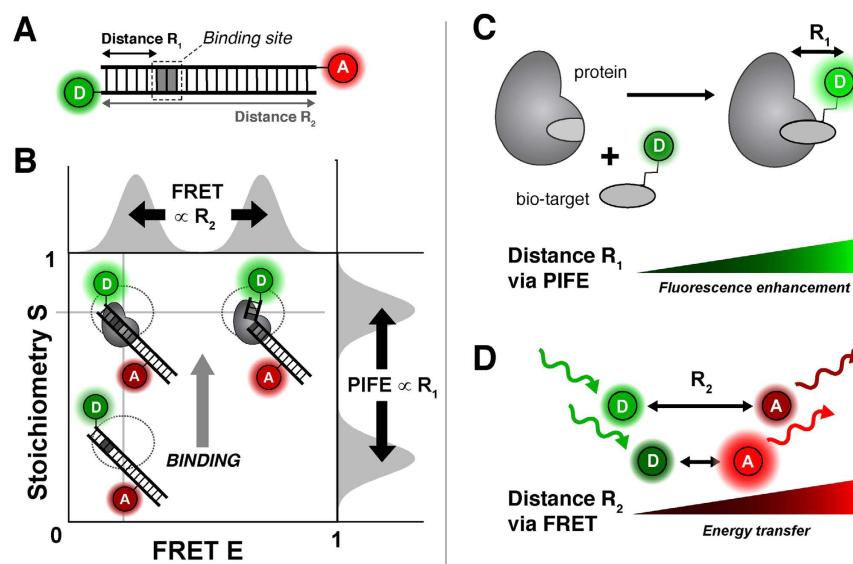 A
Distance R1
Binding site
D
A
Distance R2
B
FRET
∝ R2
1
Stoichiometry S
D
D
A
A
D
A
BINDING
PIFE ∝ R1
0
FRET E
1
C
R1
protein
D
+
D
bio-target
Distance R1
via PIFE
Fluorescence enhancement
D
R2
D
A
D
A
Distance R2
via FRET
Energy transfer